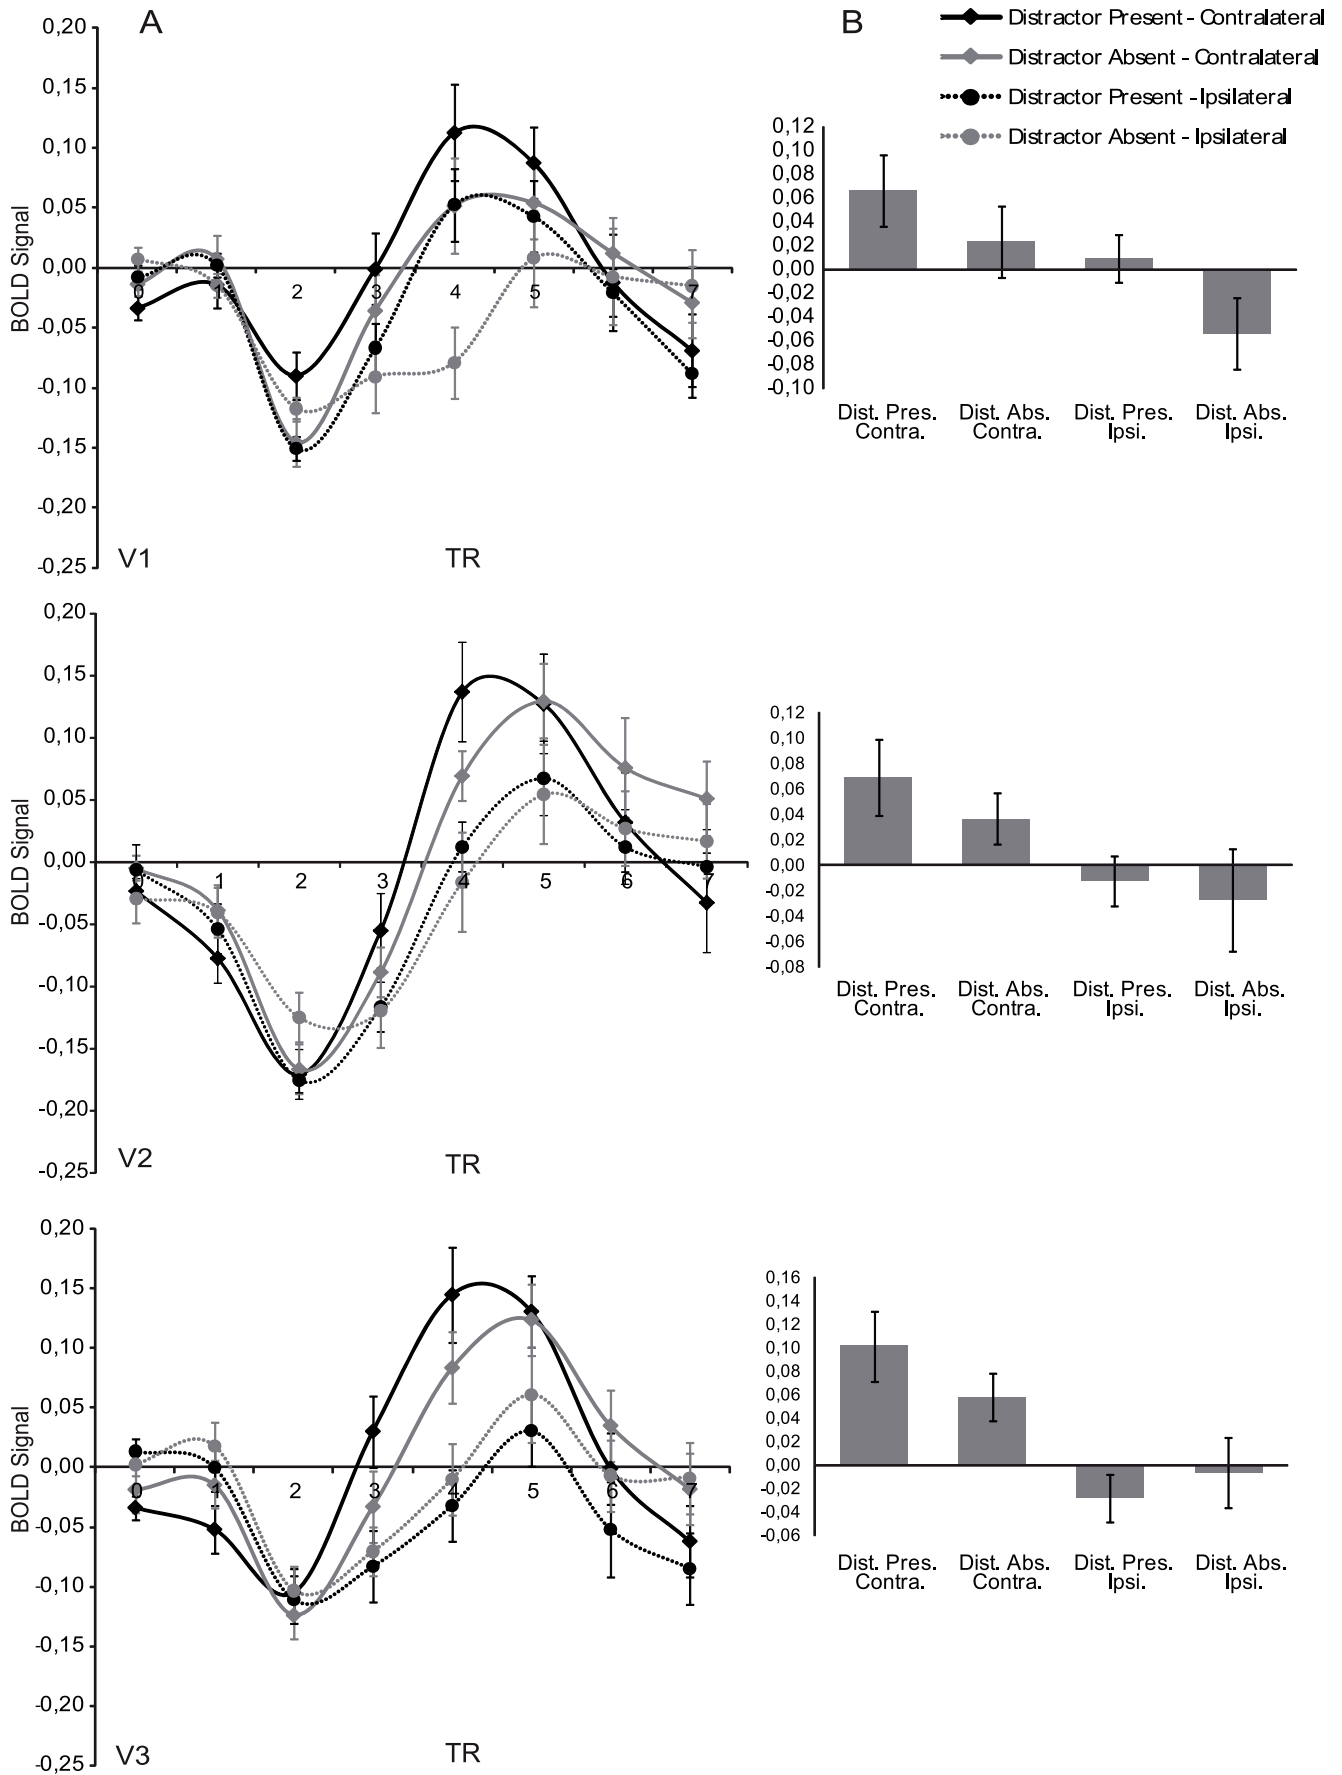 A
B
Distractor Present - Contralateral
Distractor Absent - Contralateral
Distractor Present - Ipsilateral
Distractor Absent - Ipsilateral
BOLD Signal
0,20
0,15
0,10
0,05
0,00
-0,05
-0,10
-0,15
-0,20
-0,25
0 1 2 3 4 5 6 7
V1
TR
0,12
0,10
0,08
0,06
0,04
0,02
0,00
-0,02
-0,04
-0,06
-0,08
-0,10
Dist. Pres. Dist. Abs. Dist. Pres. Dist. Abs.
Contra. Contra. Ipsi. Ipsi.
BOLD Signal
0,20
0,15
0,10
0,05
0,00
-0,05
-0,10
-0,15
-0,20
-0,25
0 1 2 3 4 5 6 7
V2
TR
0,12
0,10
0,08
0,06
0,04
0,02
0,00
-0,02
-0,04
-0,06
-0,08
Dist. Pres. Dist. Abs. Dist. Pres. Dist. Abs.
Contra. Contra. Ipsi. Ipsi.
BOLD Signal
0,20
0,15
0,10
0,05
0,00
-0,05
-0,10
-0,15
-0,20
-0,25
0 1 2 3 4 5 6 7
V3
TR
0,16
0,14
0,12
0,10
0,08
0,06
0,04
0,02
0,00
-0,02
-0,04
-0,06
Dist. Pres. Dist. Abs. Dist. Pres. Dist. Abs.
Contra. Contra. Ipsi. Ipsi.